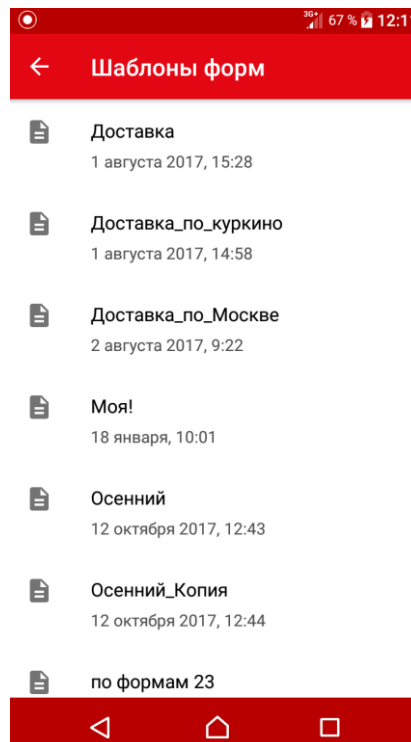 3G 67 % 12:11
Шаблоны форм
Доставка
1 августа 2017, 15:28
Доставка_по_куркино
1 августа 2017, 14:58
Доставка_по_Москве
2 августа 2017, 9:22
Моя!
18 января, 10:01
Осенний
12 октября 2017, 12:43
Осенний_Копия
12 октября 2017, 12:44
по формам 23